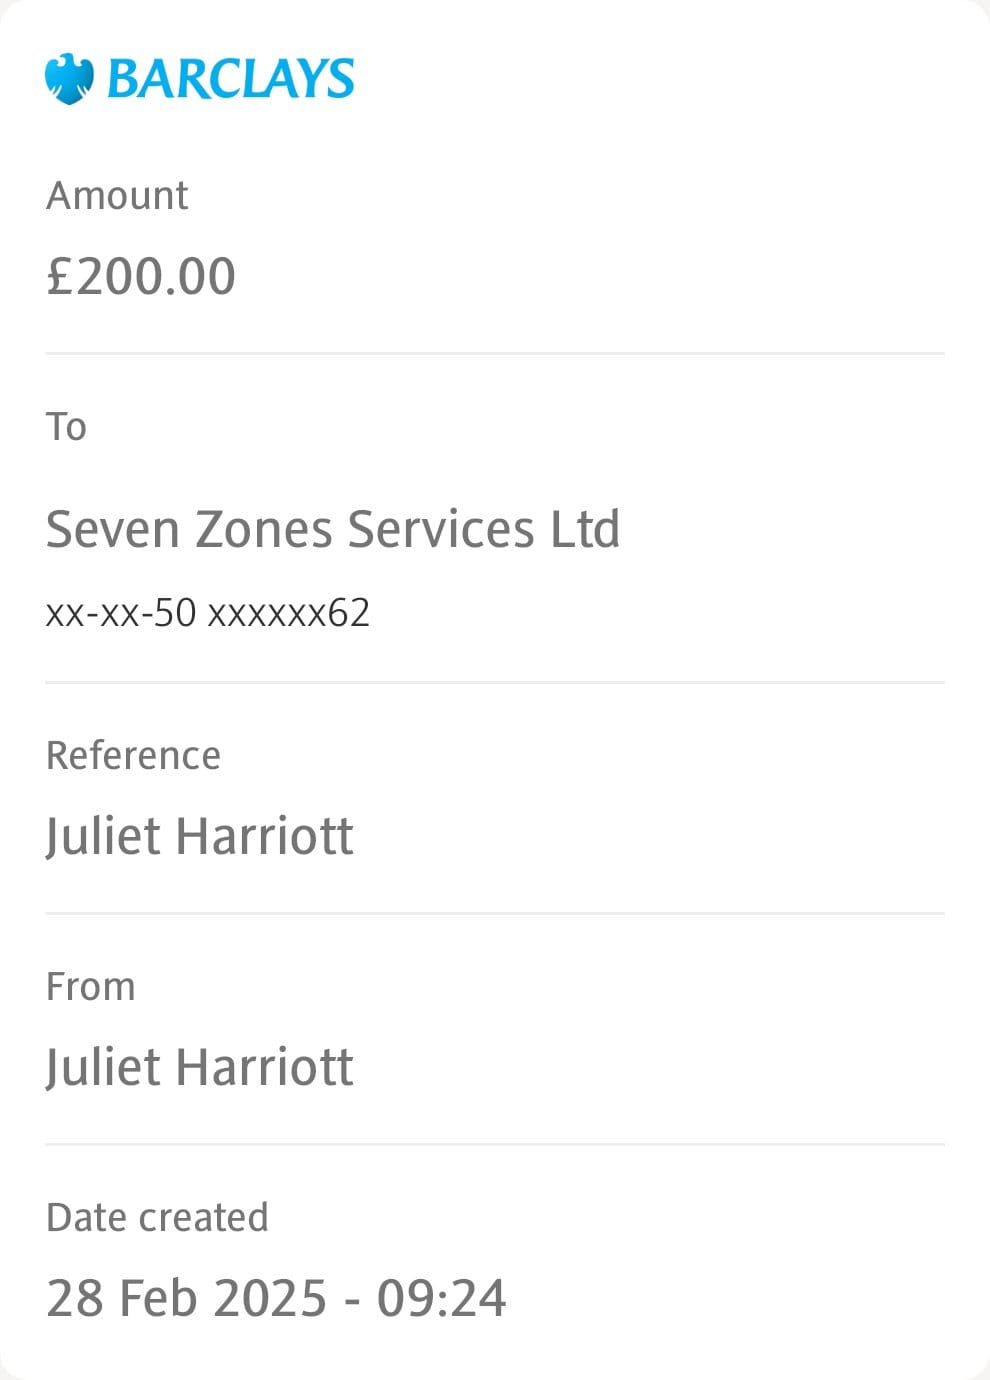 BARCLAYS
Amount
£200.00
To
Seven Zones Services Ltd
xx-xx-50 xxxxxx62
Reference
Juliet Harriott
From
Juliet Harriott
Date created
28 Feb 2025 - 09:24